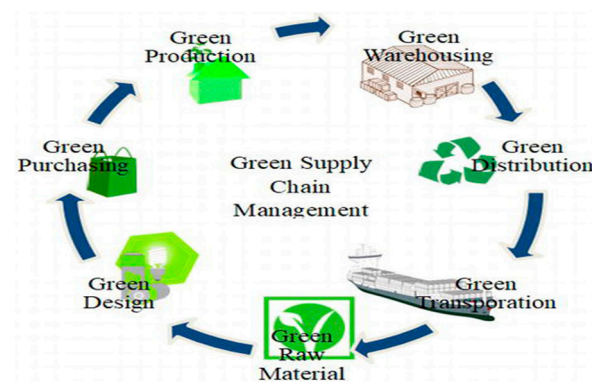 Green
Production
Green
Warehousing
Green
Distribution
Green
Transporation
Green
Raw
Material
Green
Design
Green
Purchasing
Green Supply
Chain
Management